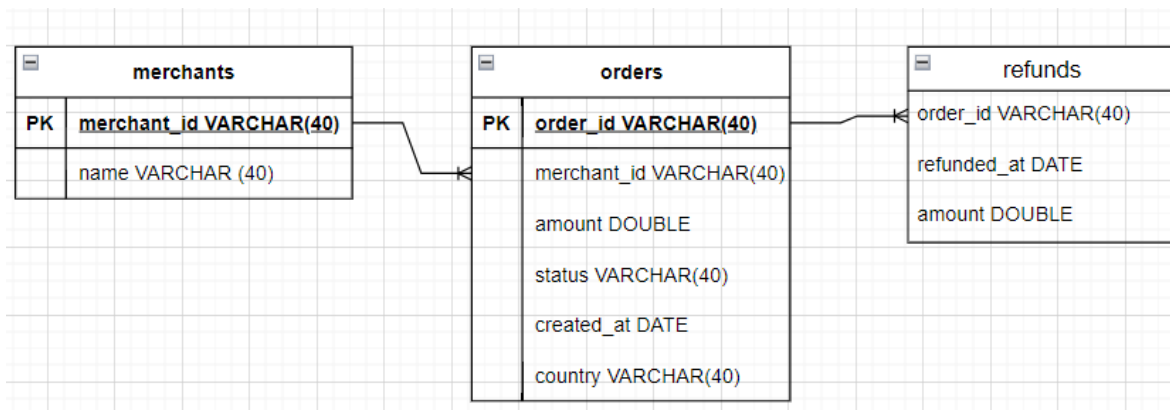 merchants
PK merchant_id VARCHAR(40)
name VARCHAR (40)
orders
PK order_id VARCHAR(40)
merchant_id VARCHAR(40)
amount DOUBLE
status VARCHAR(40)
created_at DATE
country VARCHAR(40)
refunds
order_id VARCHAR(40)
refunded_at DATE
amount DOUBLE